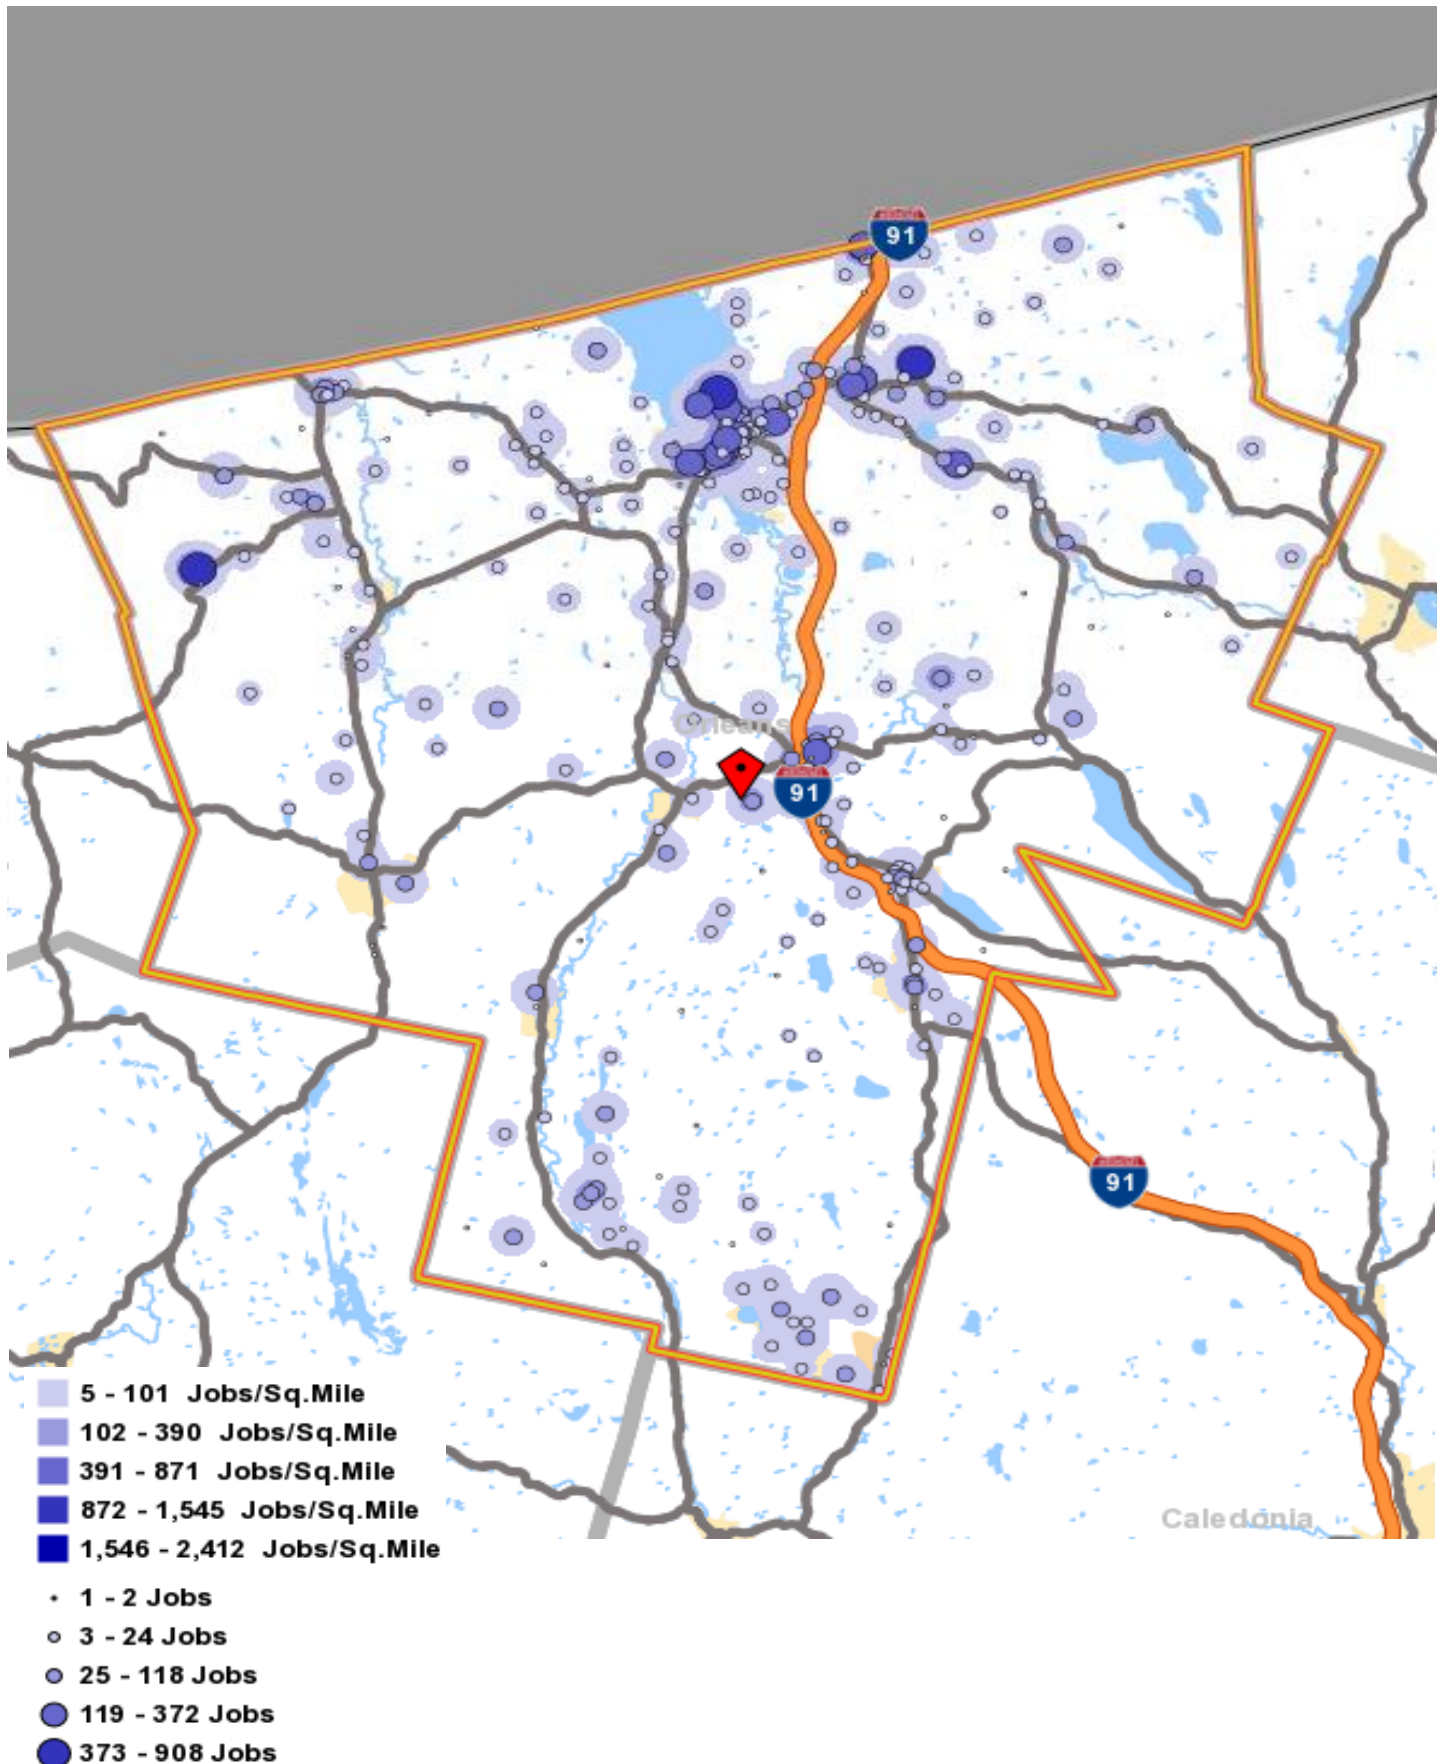 91
Orleans
91
91
Caledonia
5 - 101 Jobs/Sq.Mile
102 - 390 Jobs/Sq.Mile
391 - 871 Jobs/Sq.Mile
872 - 1,545 Jobs/Sq.Mile
1,546 - 2,412 Jobs/Sq.Mile
1 - 2 Jobs
3 - 24 Jobs
25 - 118 Jobs
119 - 372 Jobs
373 - 908 Jobs